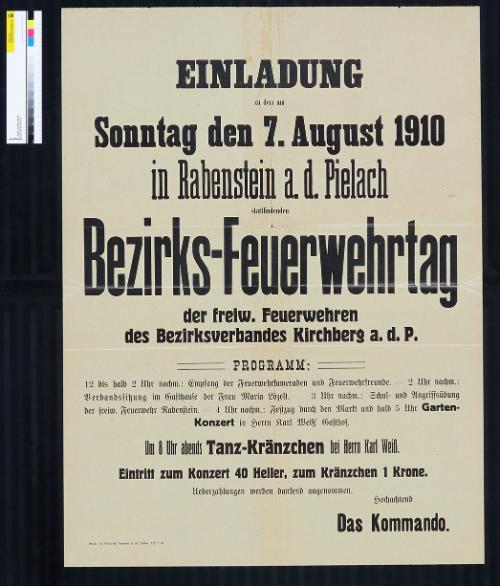 EINLADUNG
zu dem am
Sonntag den 7. August 1910
in Rabenstein a. d. Pielach
stattfindenden
Bezirks-Feuerwehrtag
der freiw. Feuerwehren
des Bezirksverbandes Kirchberg a. d. P.
PROGRAMM:
12 bis halb 2 Uhr nachm.: Empfang der Feuerwehrkameraden und Feuerwehrfreunde. — 2 Uhr nachm.:
Verbandssitzung im Gasthause der Frau Maria — 3 Uhr nachm.: Schul- und Angriffsübung
der freiw. Feuerwehr Rabenstein. — 4 Uhr nachm.: Festzug durch den Markt und halb 5 Uhr Garten-
Konzert in Herrn Karl Weiß' Gasthof.
Um 8 Uhr abends Tanz-Kränzchen bei Herrn Karl Weiß.
Eintritt zum Konzert 40 Heller, zum Kränzchen 1 Krone.
Ueberzahlungen werden dankend angenommen.
Hochachtend
Das Kommando.